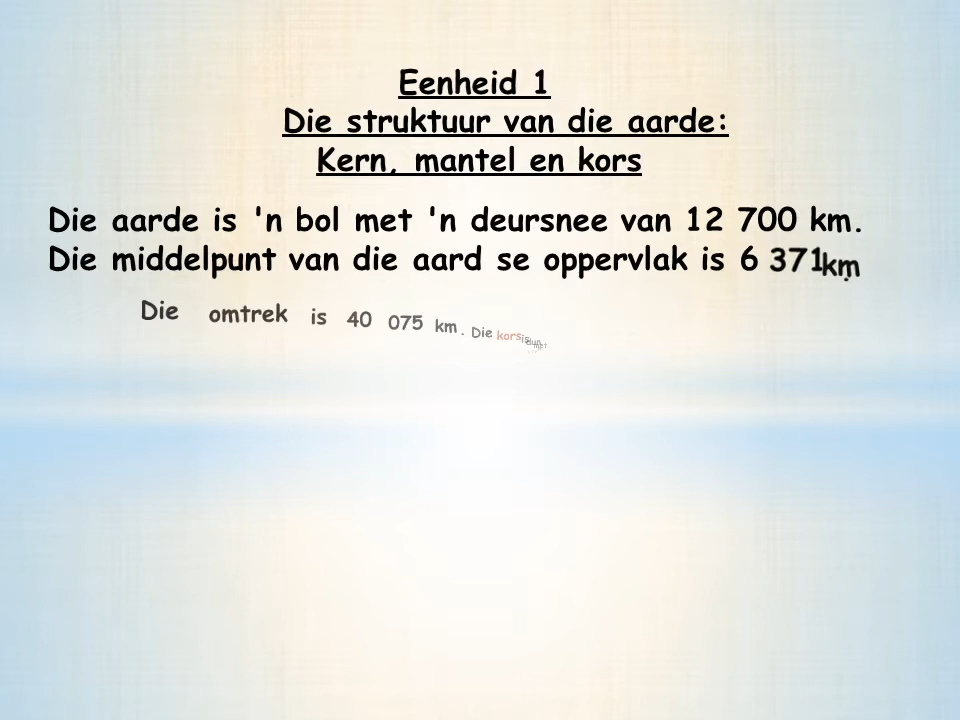 Eenheid 1
Die struktuur van die aarde:
Kern, mantel en kors
Die aarde is 'n bol met 'n deursnee van 12 700 km.
Die middelpunt van die aard se oppervlak is 6 371km.
Die omtrek is 40 075 km. Die kors is dun